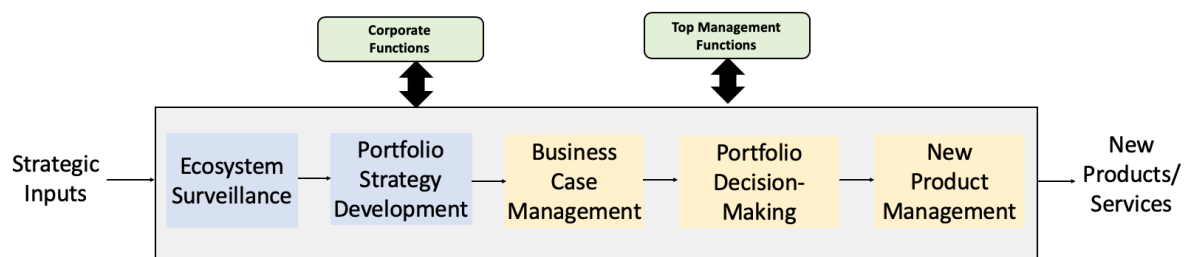 Corporate
Functions
Top Management
Functions
Strategic
Inputs
Ecosystem
Surveillance
Portfolio
Strategy
Development
Business
Case
Management
Portfolio
Decision-
Making
New
Product
Management
New
Products/
Services